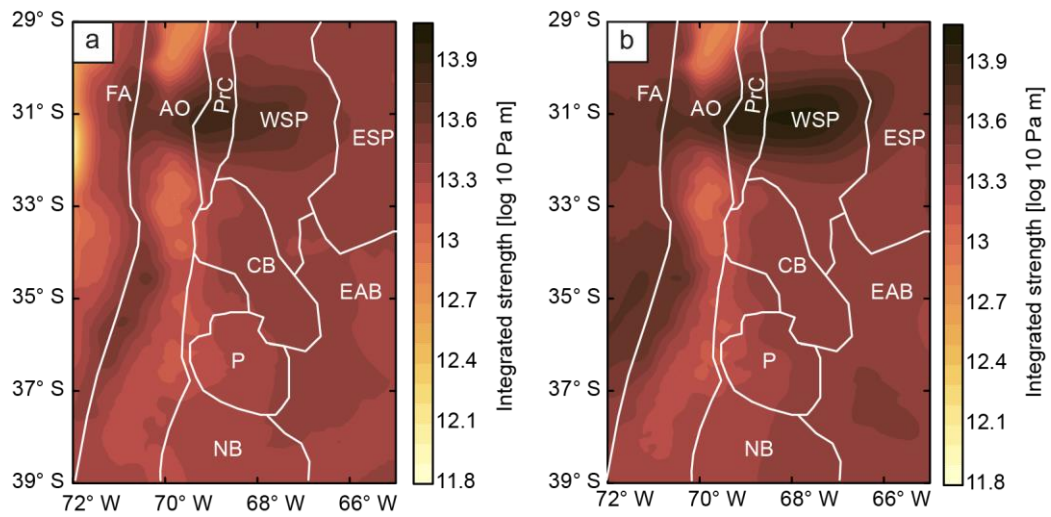 a
29° S
31° S
33° S
35° S
37° S
39° S
72° W
70° W
68° W
66° W
FA
AO
PrC
WSP
ESP
CB
EAB
P
NB
13.9
13.6
13.3
13
12.7
12.4
12.1
11.8
Integrated strength [log 10 Pa m]
b
29° S
31° S
33° S
35° S
37° S
39° S
72° W
70° W
68° W
66° W
FA
AO
PrC
WSP
ESP
CB
EAB
P
NB
13.9
13.6
13.3
13
12.7
12.4
12.1
11.8
Integrated strength [log 10 Pa m]